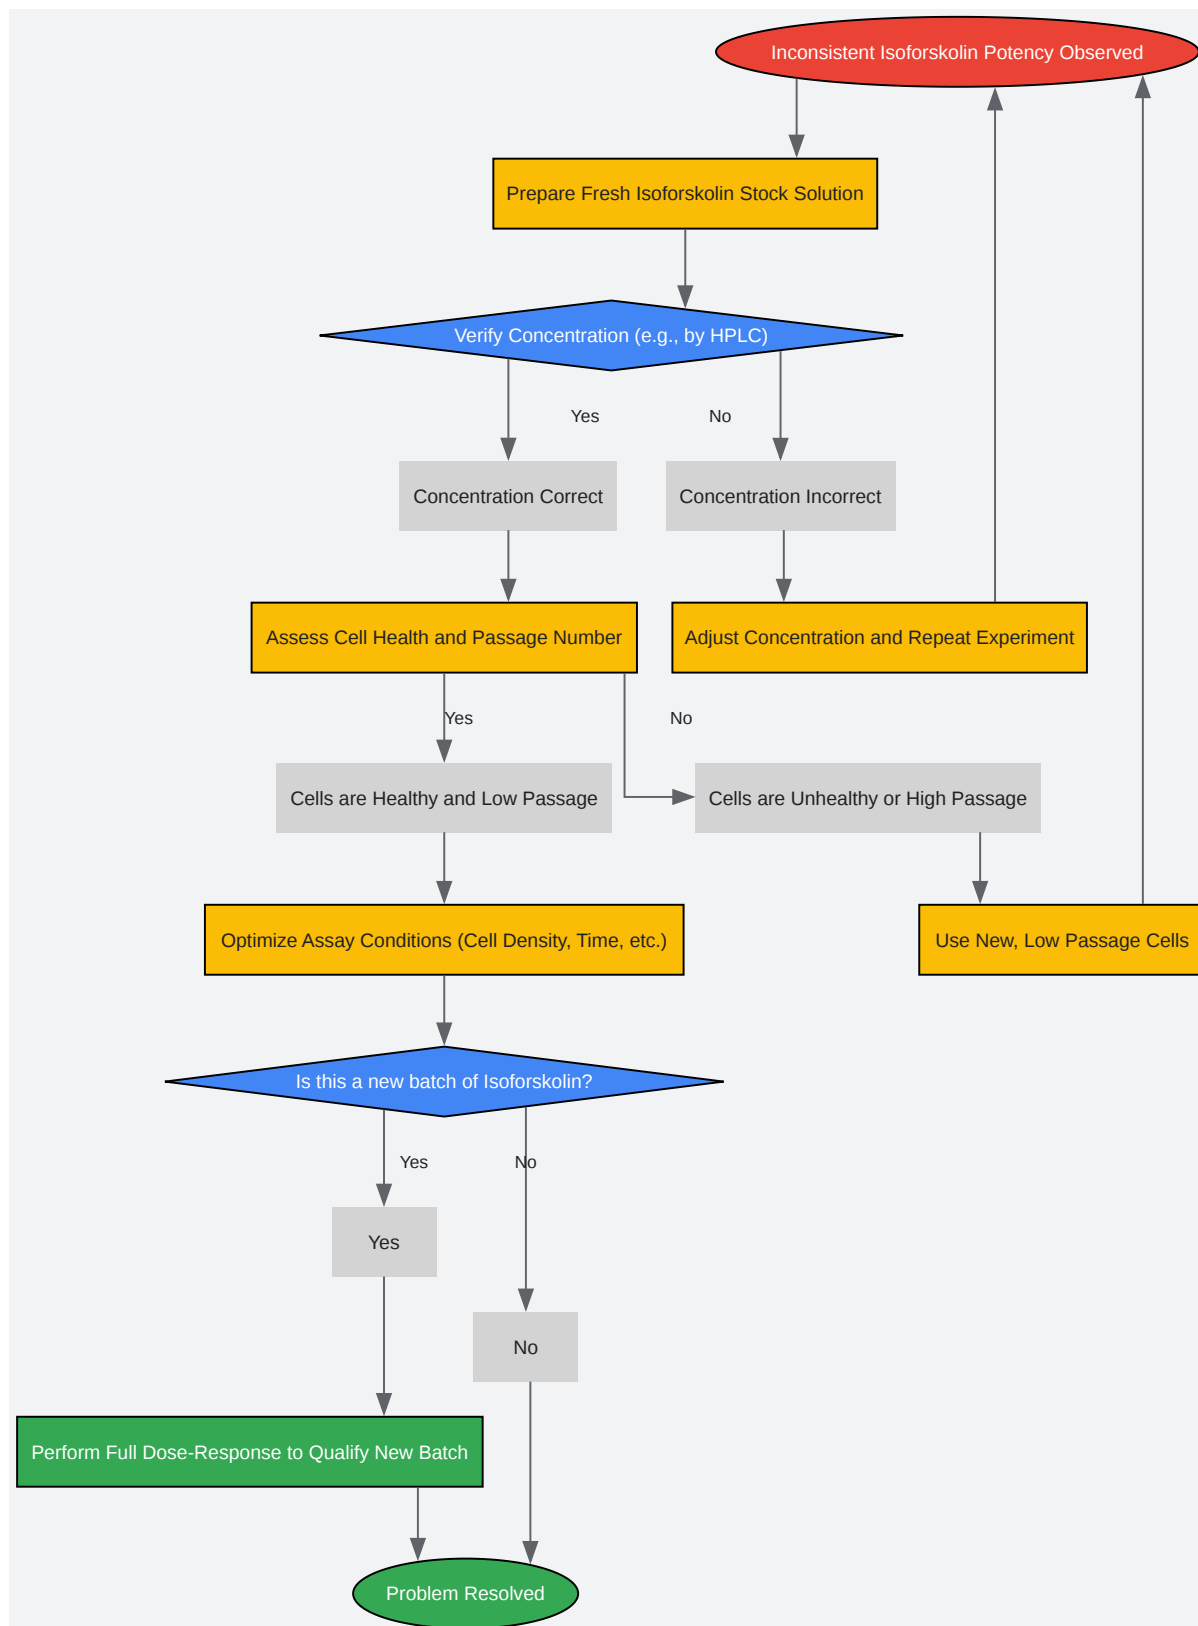 Inconsistent Isoforskolin Potency Observed
Prepare Fresh Isoforskolin Stock Solution
Verify Concentration (e.g., by HPLC)
Yes
No
Concentration Correct
Concentration Incorrect
Assess Cell Health and Passage Number
Adjust Concentration and Repeat Experiment
Yes
No
Cells are Healthy and Low Passage
Cells are Unhealthy or High Passage
Optimize Assay Conditions (Cell Density, Time, etc.)
Use New, Low Passage Cells
Is this a new batch of Isoforskolin?
Yes
No
Yes
No
Perform Full Dose-Response to Qualify New Batch
Problem Resolved